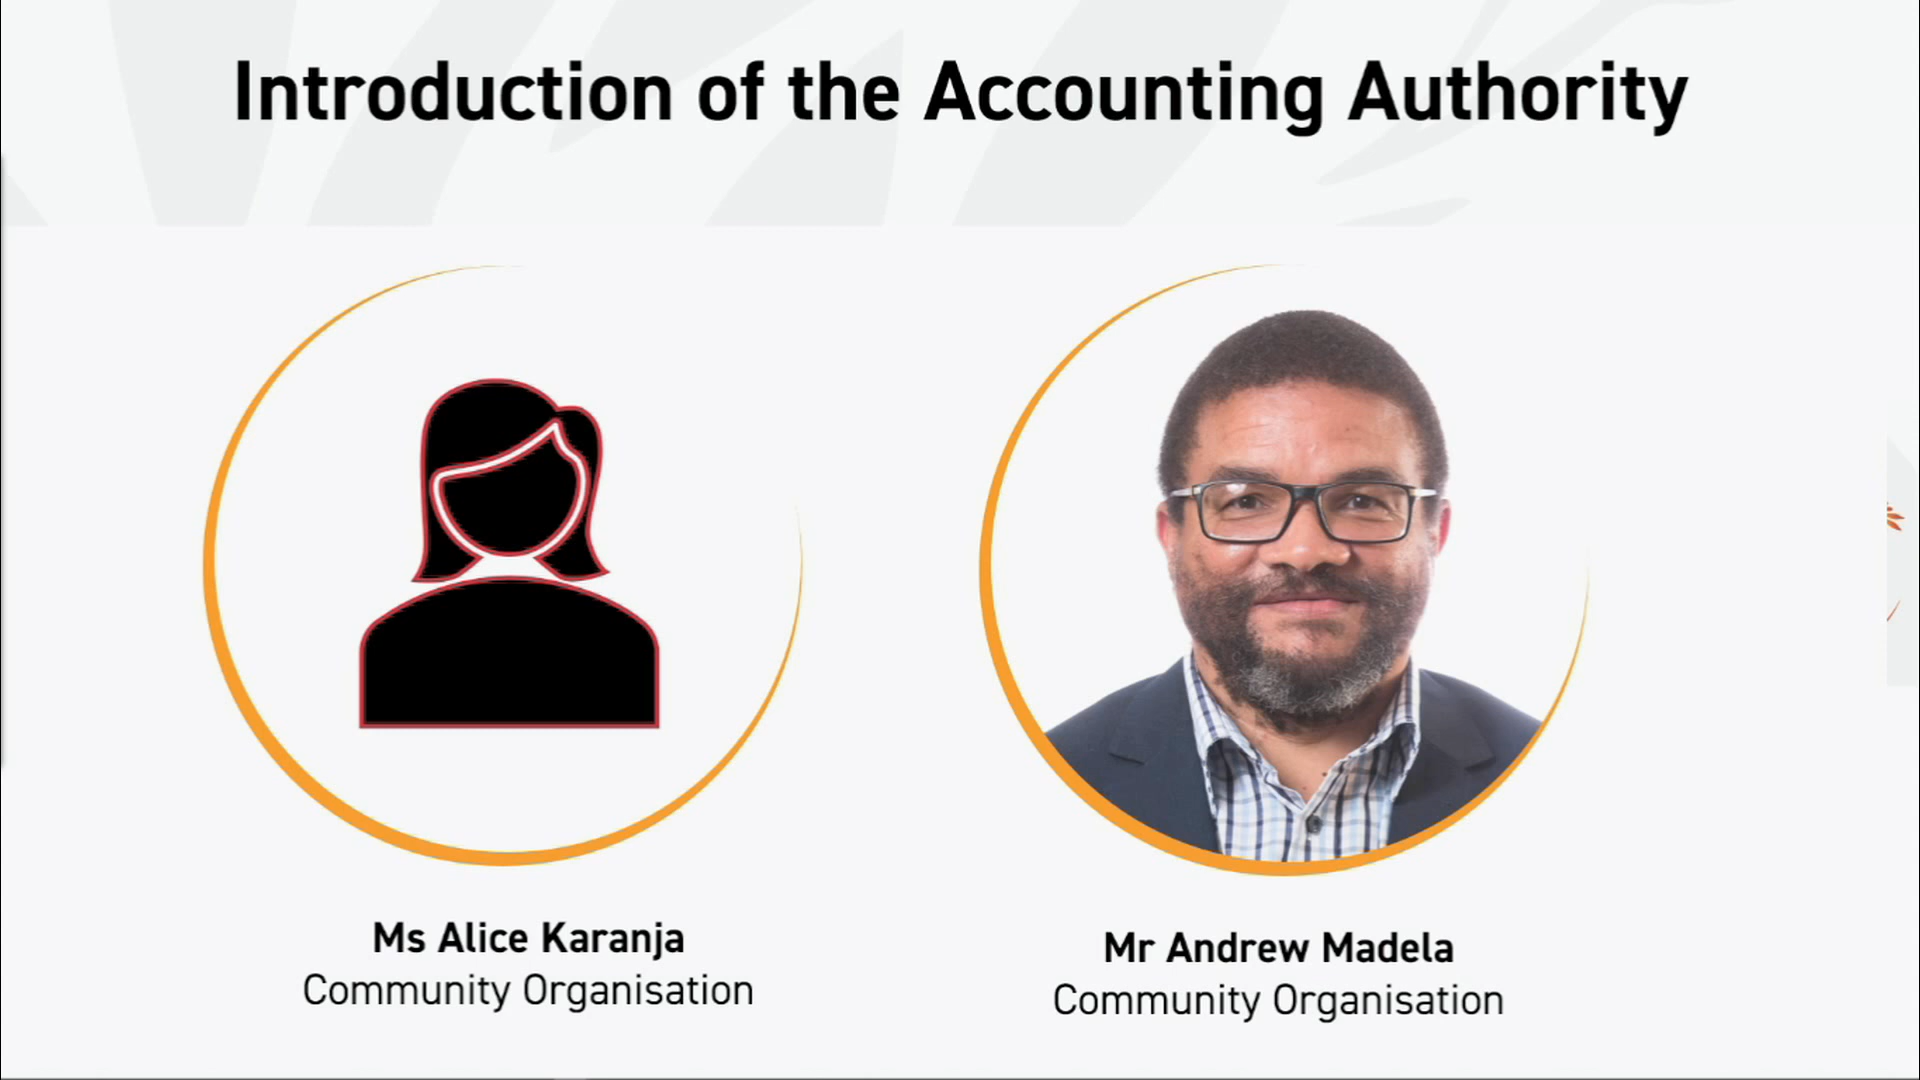 Introduction of the Accounting Authority
Ms Alice Karanja
Community Organisation
Mr Andrew Madela
Community Organisation